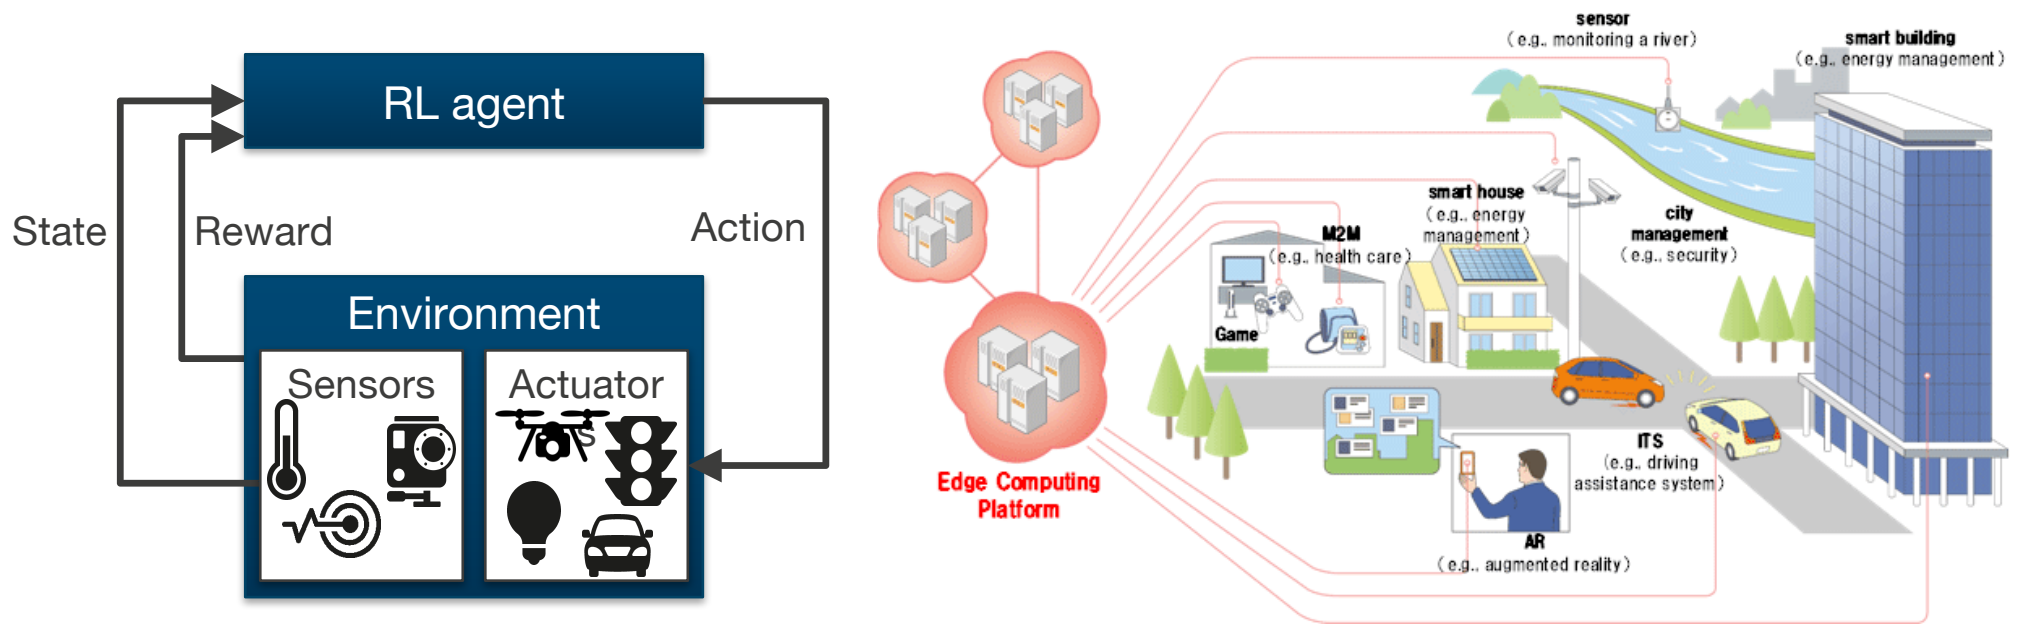 RL agent
State
Reward
Action
Environment
Sensors
Actuator
s
sensor
(e.g., monitoring a river)
smart building
(e.g., energy management)
smart house
(e.g., energy
management)
M2M
(e.g., health care)
city
management
(e.g., security)
Game
ITS
(e.g., driving
assistance system)
Edge Computing
Platform
AR
(e.g., augmented reality)